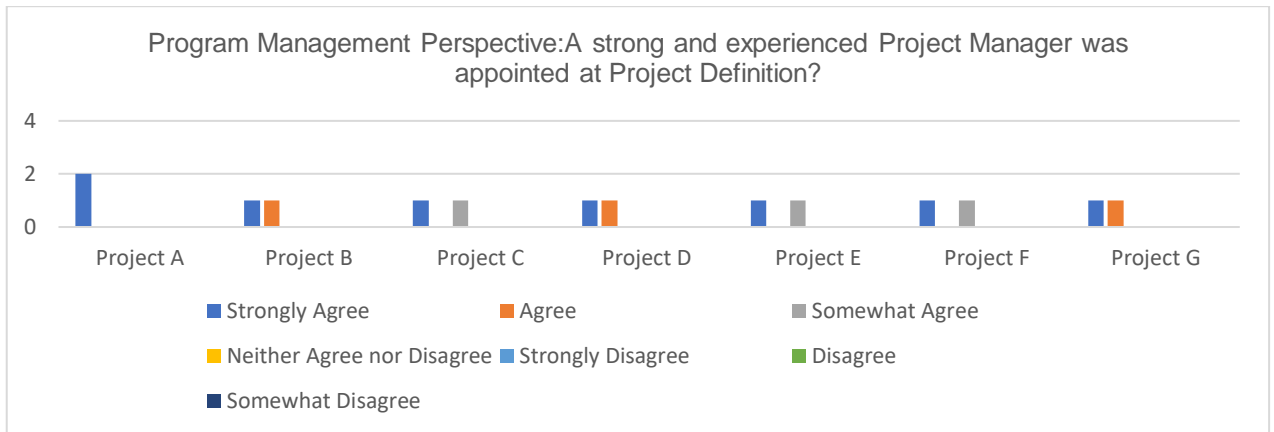 Program Management Perspective:A strong and experienced Project Manager was
appointed at Project Definition?
4
2
0
Project A Project B Project C Project D Project E Project F Project G
Strongly Agree Agree Somewhat Agree
Neither Agree nor Disagree Strongly Disagree Disagree
Somewhat Disagree